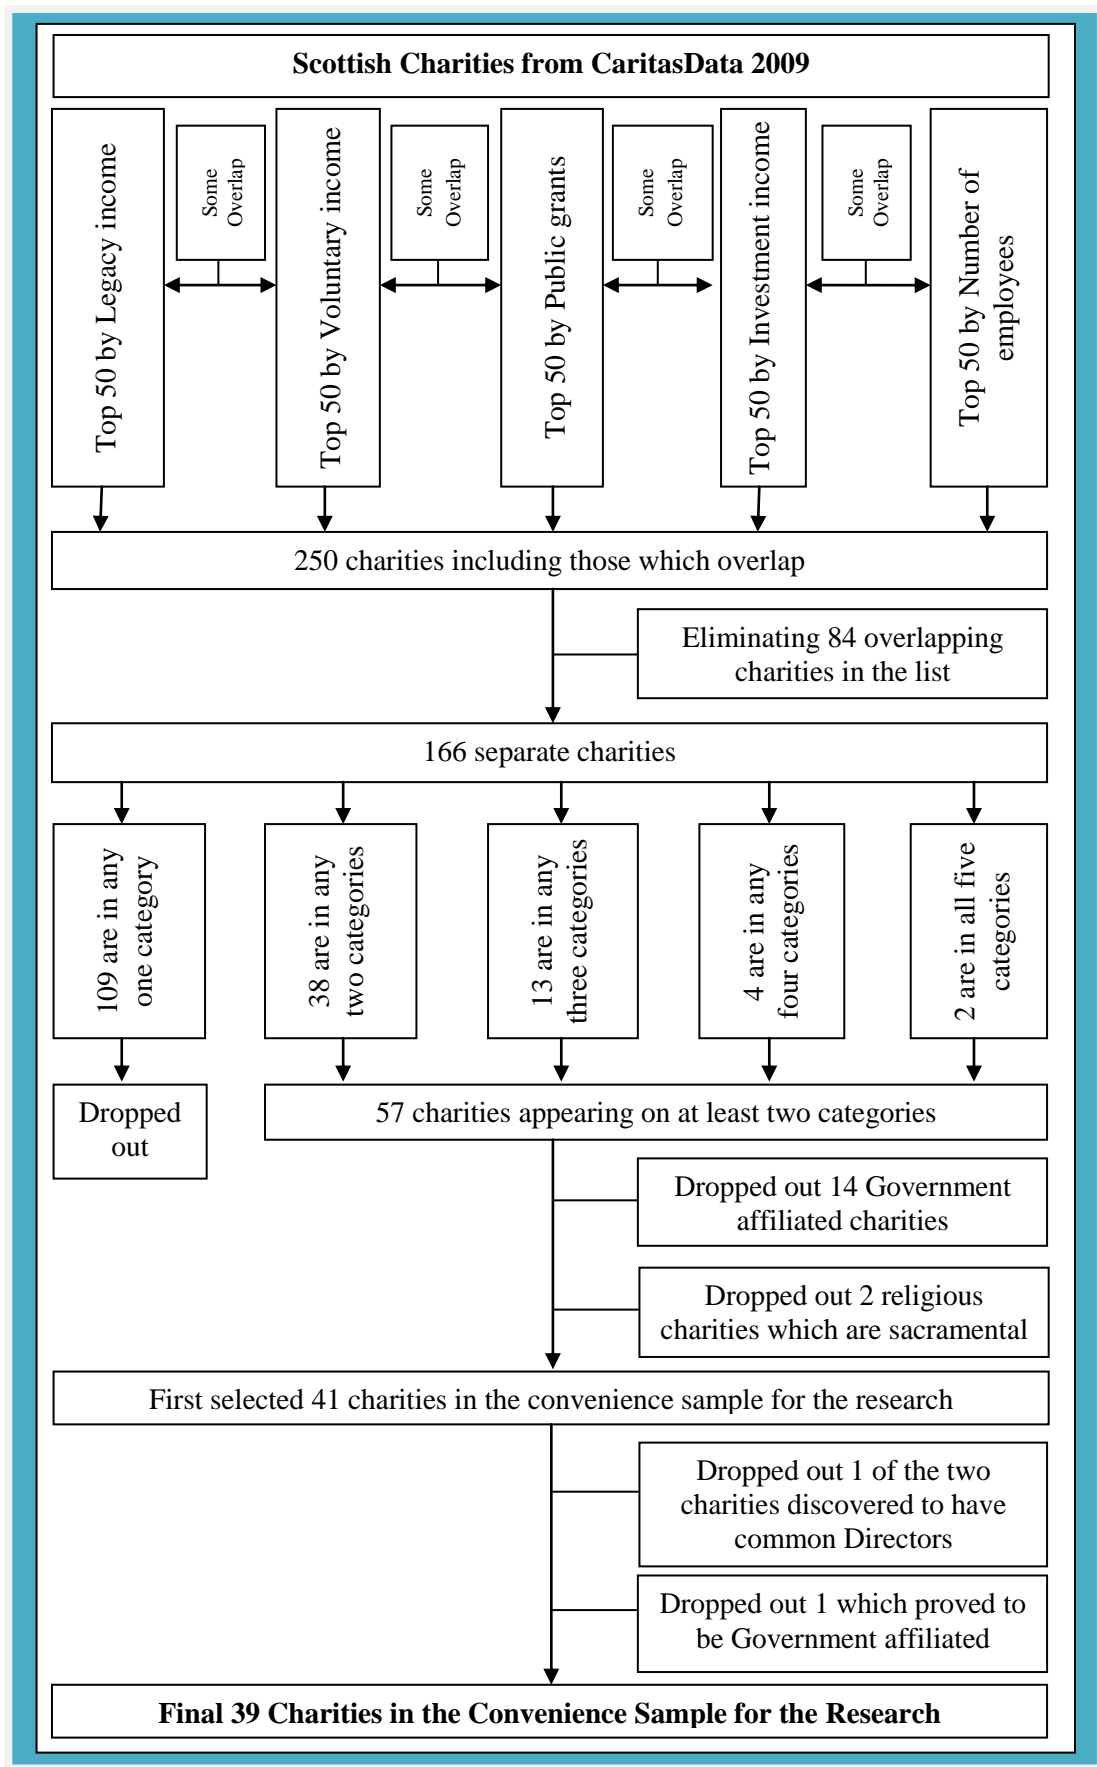 Scottish Charities from CaritasData 2009
Top 50 by Legacy income
Some
Overlap
Top 50 by Voluntary income
Some
Overlap
Top 50 by Public grants
Some
Overlap
Top 50 by Investment income
Some
Overlap
Top 50 by Number of
employees
250 charities including those which overlap
Eliminating 84 overlapping
charities in the list
166 separate charities
109 are in any
one category
38 are in any
two categories
13 are in any
three categories
4 are in any
four categories
2 are in all five
categories
Dropped
out
57 charities appearing on at least two categories
Dropped out 14 Government
affiliated charities
Dropped out 2 religious
charities which are sacramental
First selected 41 charities in the convenience sample for the research
Dropped out 1 of the two
charities discovered to have
common Directors
Dropped out 1 which proved to
be Government affiliated
Final 39 Charities in the Convenience Sample for the Research